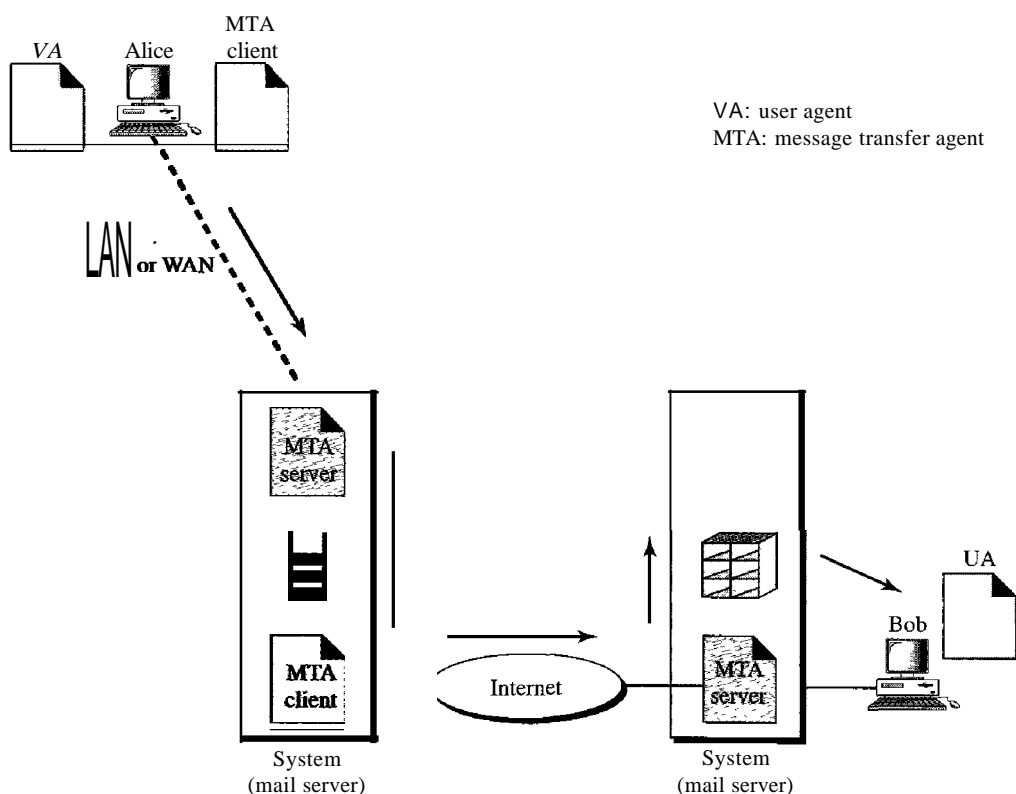 VA
Alice
MTA
client
VA: user agent
MTA: message transfer agent
LAN or WAN
MTA
server
MTA
client
System
(mail server)
Internet
MTA
server
System
(mail server)
UA
Bob